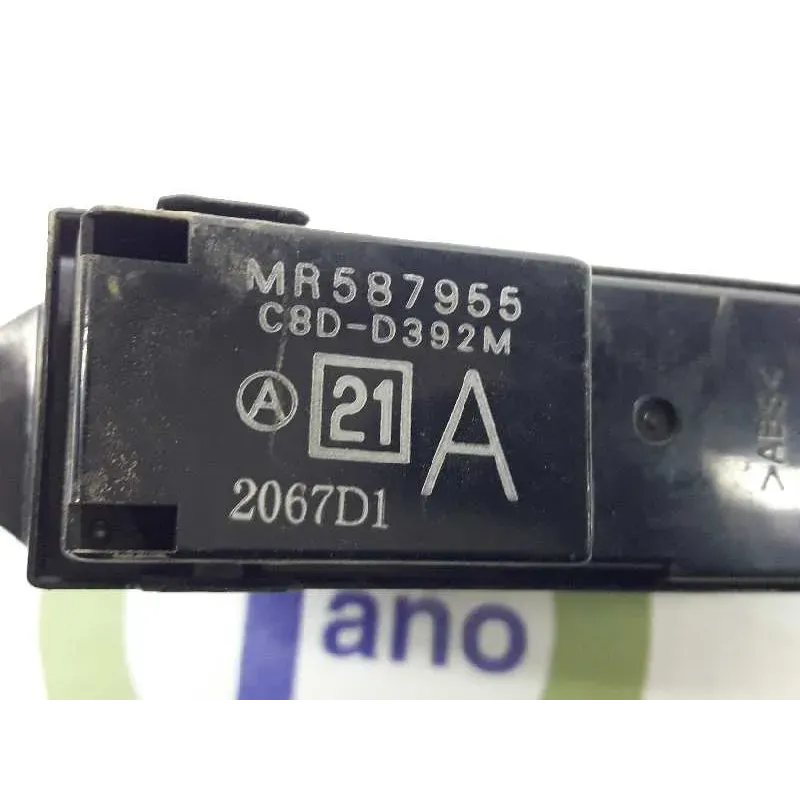 MR587955
C8D-D392M
Ⓐ 21 A
2067D1
>ABS<
ano